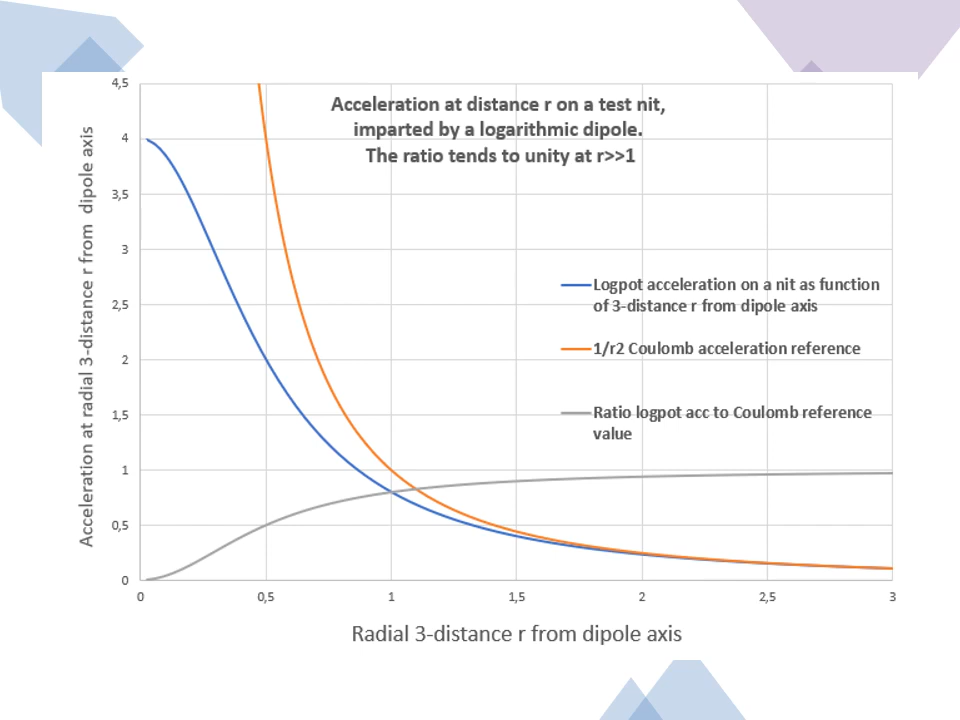 Acceleration at distance r on a test nit,
imparted by a logarithmic dipole.
The ratio tends to unity at r>>1
Acceleration at radial 3-distance r from  dipole axis
4,5
4
3,5
3
2,5
2
1,5
1
0,5
0
Logpot acceleration on a nit as function
of 3-distance r from dipole axis
1/r2 Coulomb acceleration reference
Ratio logpot acc to Coulomb reference
value
0
0,5
1
1,5
2
2,5
3
Radial 3-distance r from dipole axis